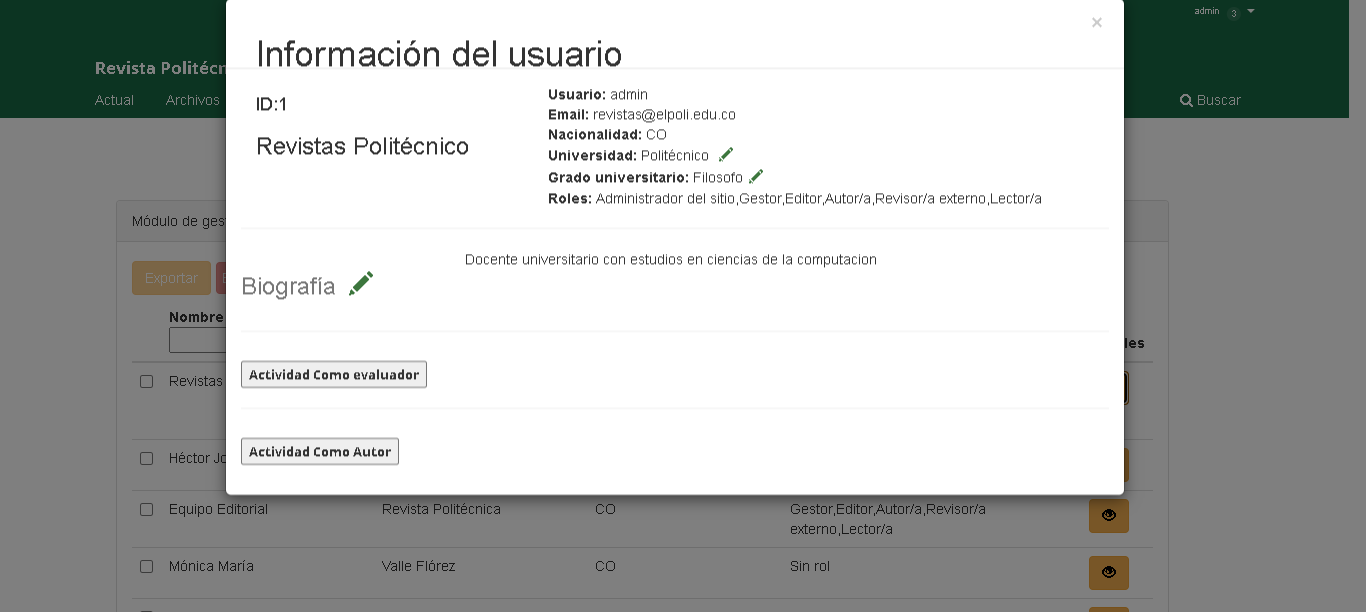 admin 3
×
Información del usuario
Revista Politécn
Actual Archivos
Buscar
ID:1
Revistas Politécnico
Usuario: admin
Email: revistas@elpoli.edu.co
Nacionalidad: CO
Universidad: Politécnico
Grado universitario: Filosofo
Roles: Administrador del sitio,Gestor,Editor,Autor/a,Revisor/a externo,Lector/a
Módulo de ges
Docente universitario con estudios en ciencias de la computacion
Exportar
Biografía
Nombre
les
Actividad Como evaluador
Revistas
Actividad Como Autor
Héctor Jo
Equipo Editorial Revista Politécnica CO Gestor,Editor,Autor/a,Revisor/a
externo,Lector/a
Mónica María Valle Flórez CO Sin rol